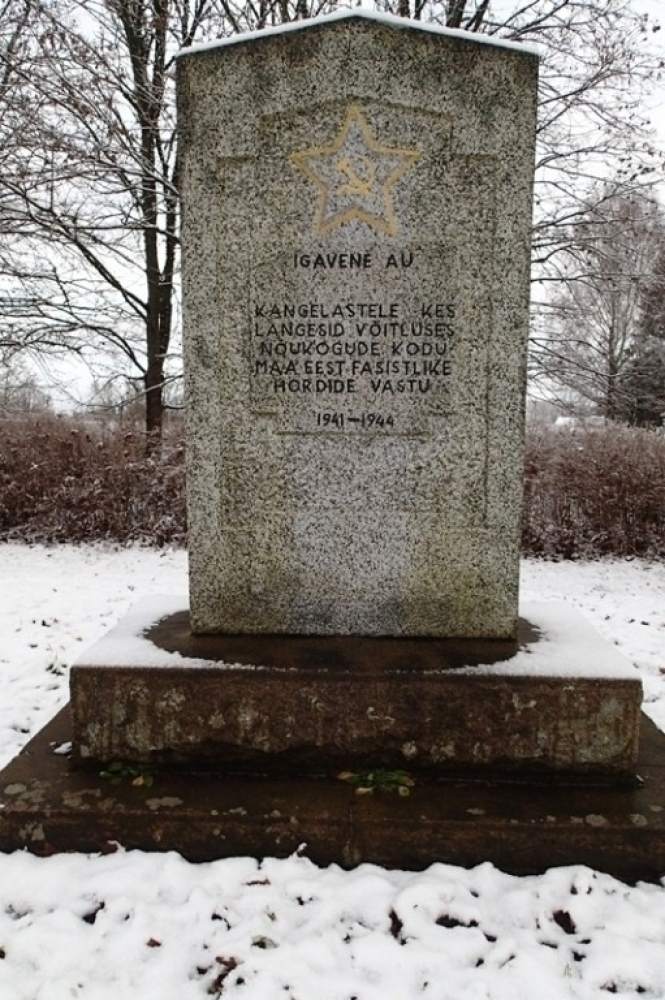 IGAVENE AU
KANGELASTELE KES
LANGESID VÕITLUSES
NÕUKOGUDE KODU
MAA EEST FAŠISTLIKE
HORDIDE VASTU
1941-1944